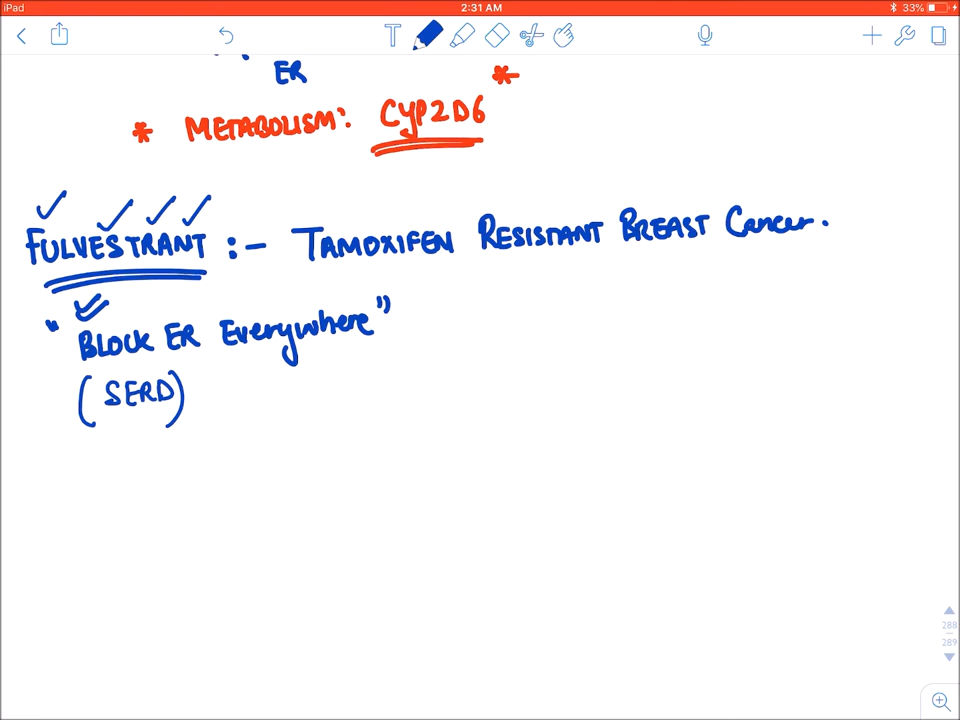 iPad
2:31 AM
33%
T
ER
*
* METABOLISM: CYP2D6
FULVESTRANT :- TAMOXIFEN RESISTANT BREAST Cancer.
"BLOCK ER Everywhere"
(SERD)
288
289